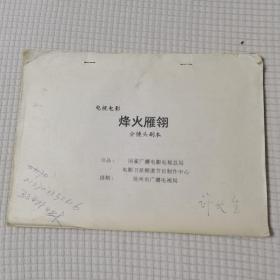 电视电影
烽火雁翎
分镜头剧本
出品：国家广播电影电视总局
电影卫星频道节目制作中心
摄制：沧州市广播电视局